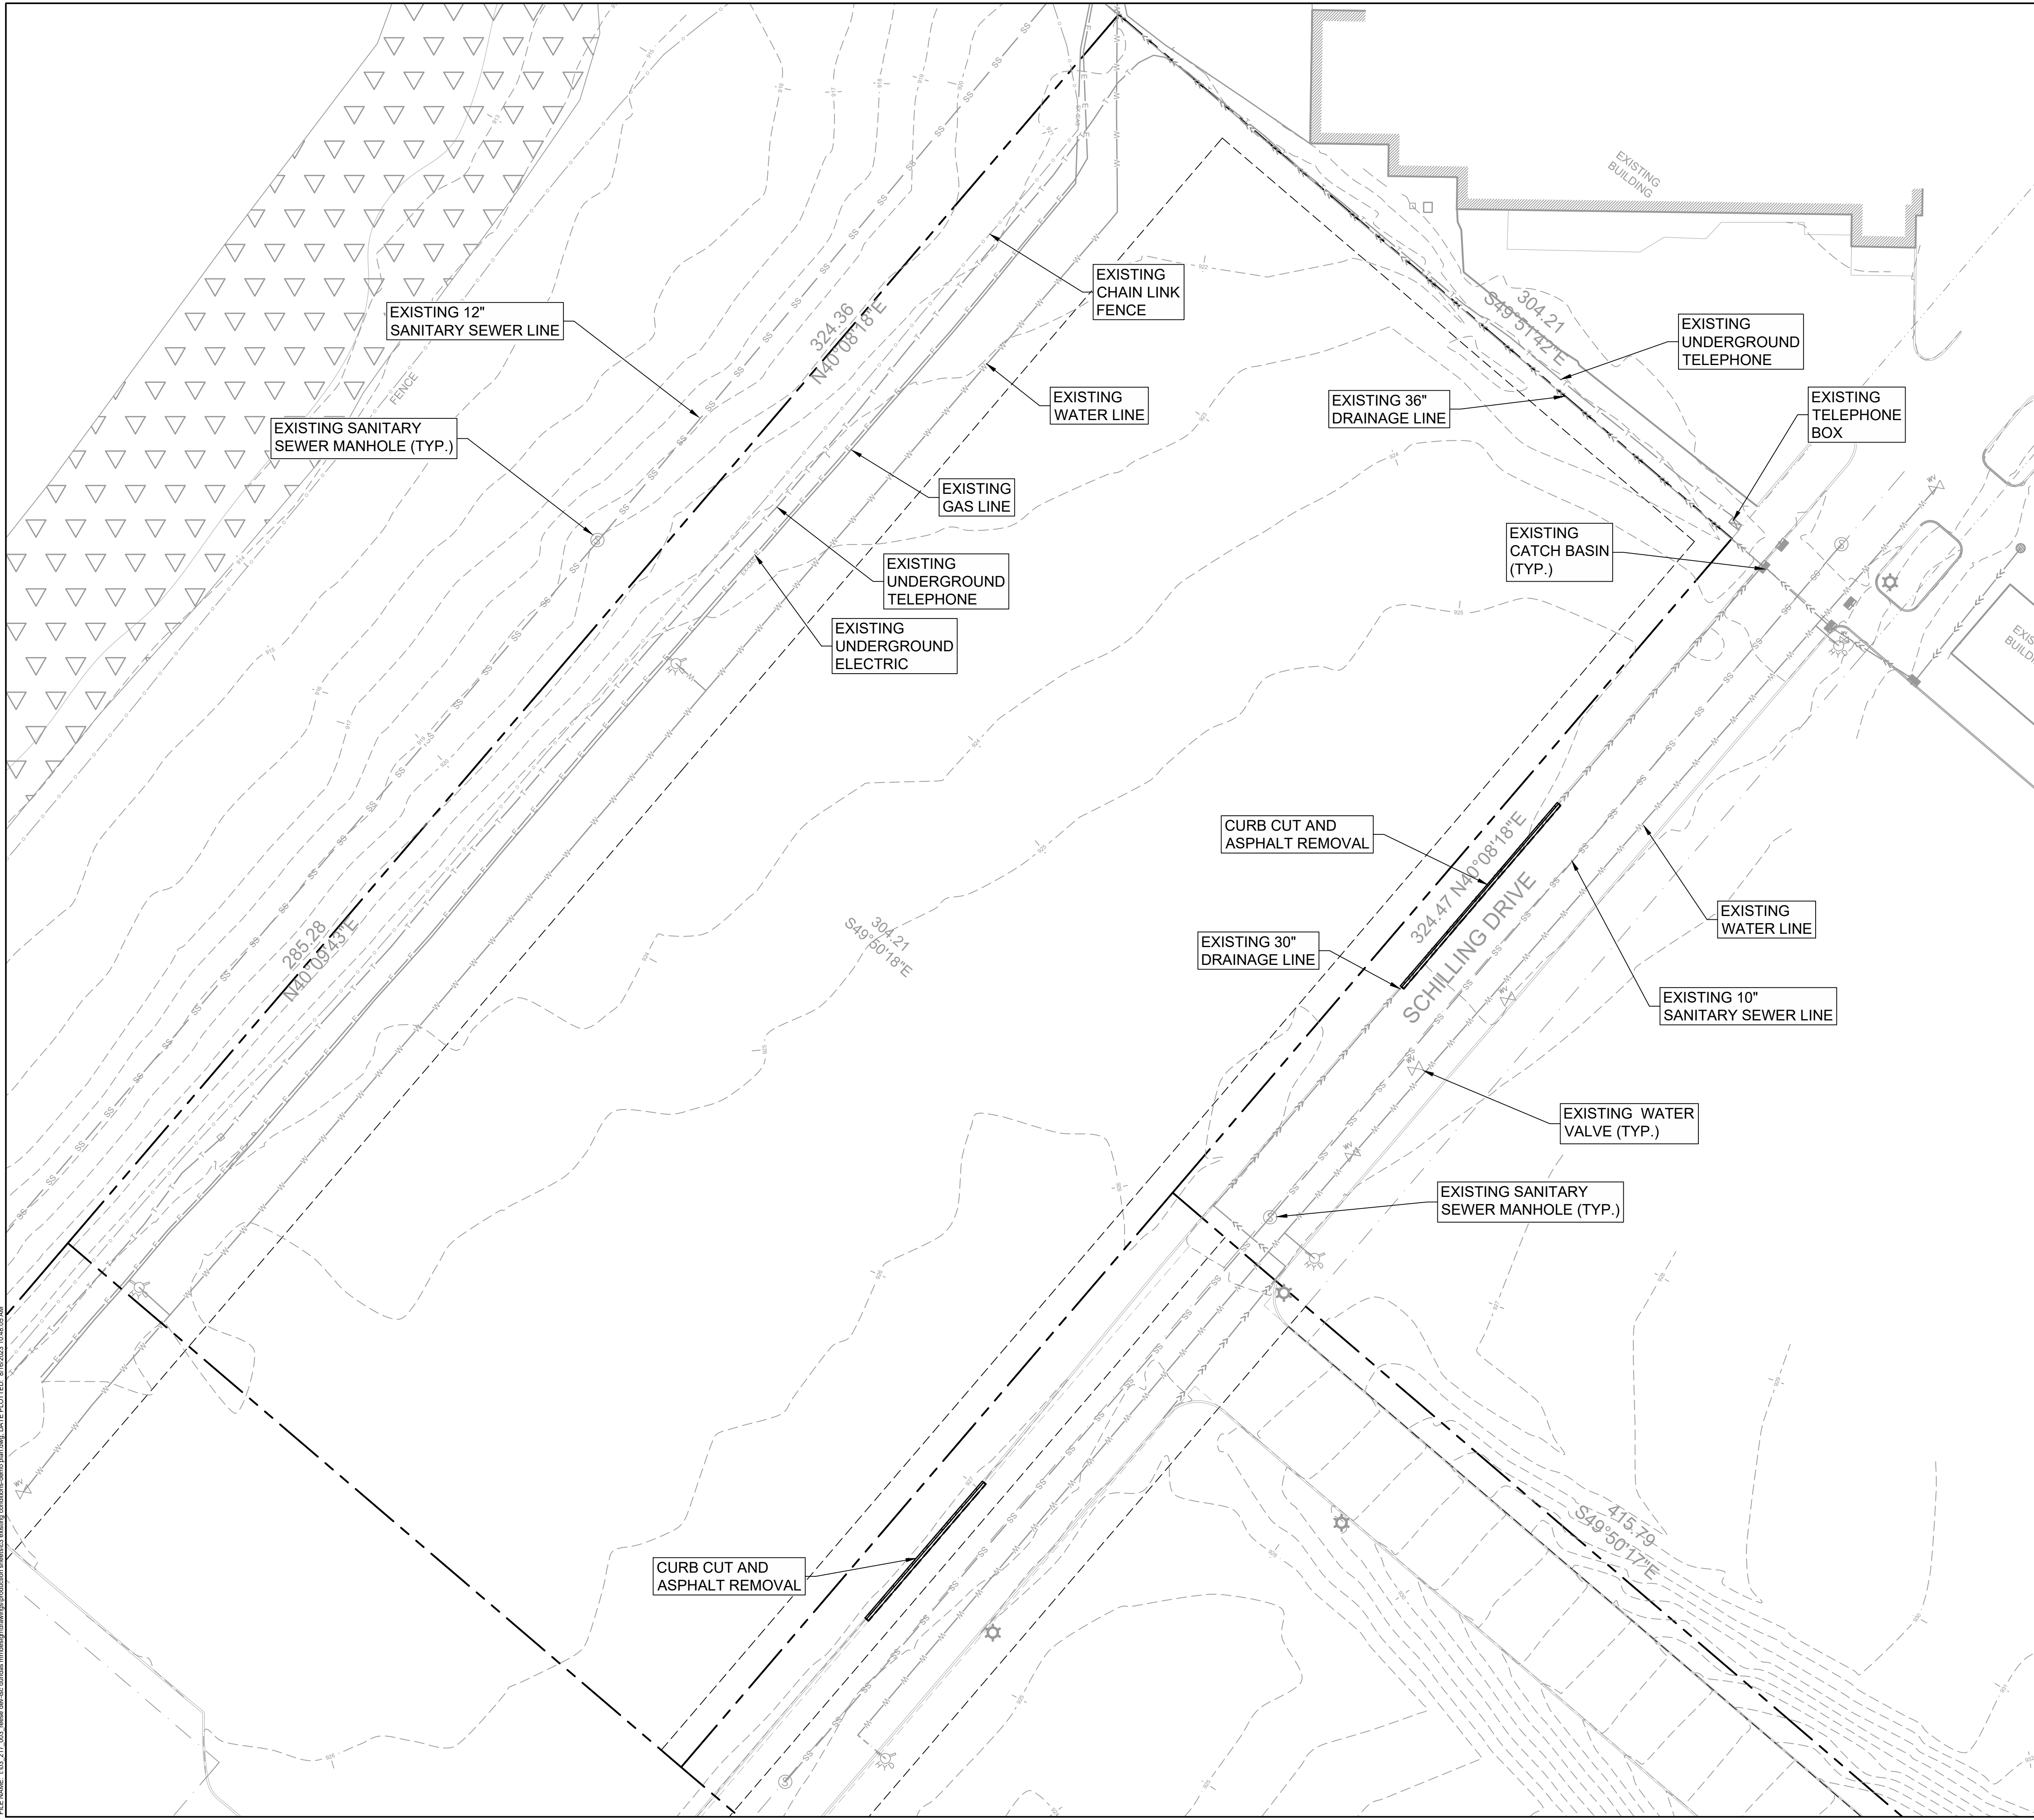 EXISTING
BUILDING
EXISTING
CHAIN LINK
FENCE
EXISTING 12"
SANITARY SEWER LINE
324.36
N40°08'18"E
304.21
S49°51'42"E
EXISTING
UNDERGROUND
TELEPHONE
FENCE
EXISTING
WATER LINE
EXISTING 36"
DRAINAGE LINE
EXISTING
TELEPHONE
BOX
EXISTING SANITARY
SEWER MANHOLE (TYP.)
EXISTING
GAS LINE
EXISTING
CATCH BASIN
(TYP.)
EXISTING
UNDERGROUND
TELEPHONE
EXISTING
UNDERGROUND
ELECTRIC
CURB CUT AND
ASPHALT REMOVAL
324.47 N40°08'18"E
SCHILLING DRIVE
EXISTING
WATER LINE
285.28
N40°09'43"E
304.21
S49°50'18"E
EXISTING 30"
DRAINAGE LINE
EXISTING 10"
SANITARY SEWER LINE
EXISTING  WATER
VALVE (TYP.)
EXISTING SANITARY
SEWER MANHOLE (TYP.)
415.79
S49°50'17"E
CURB CUT AND
ASPHALT REMOVAL